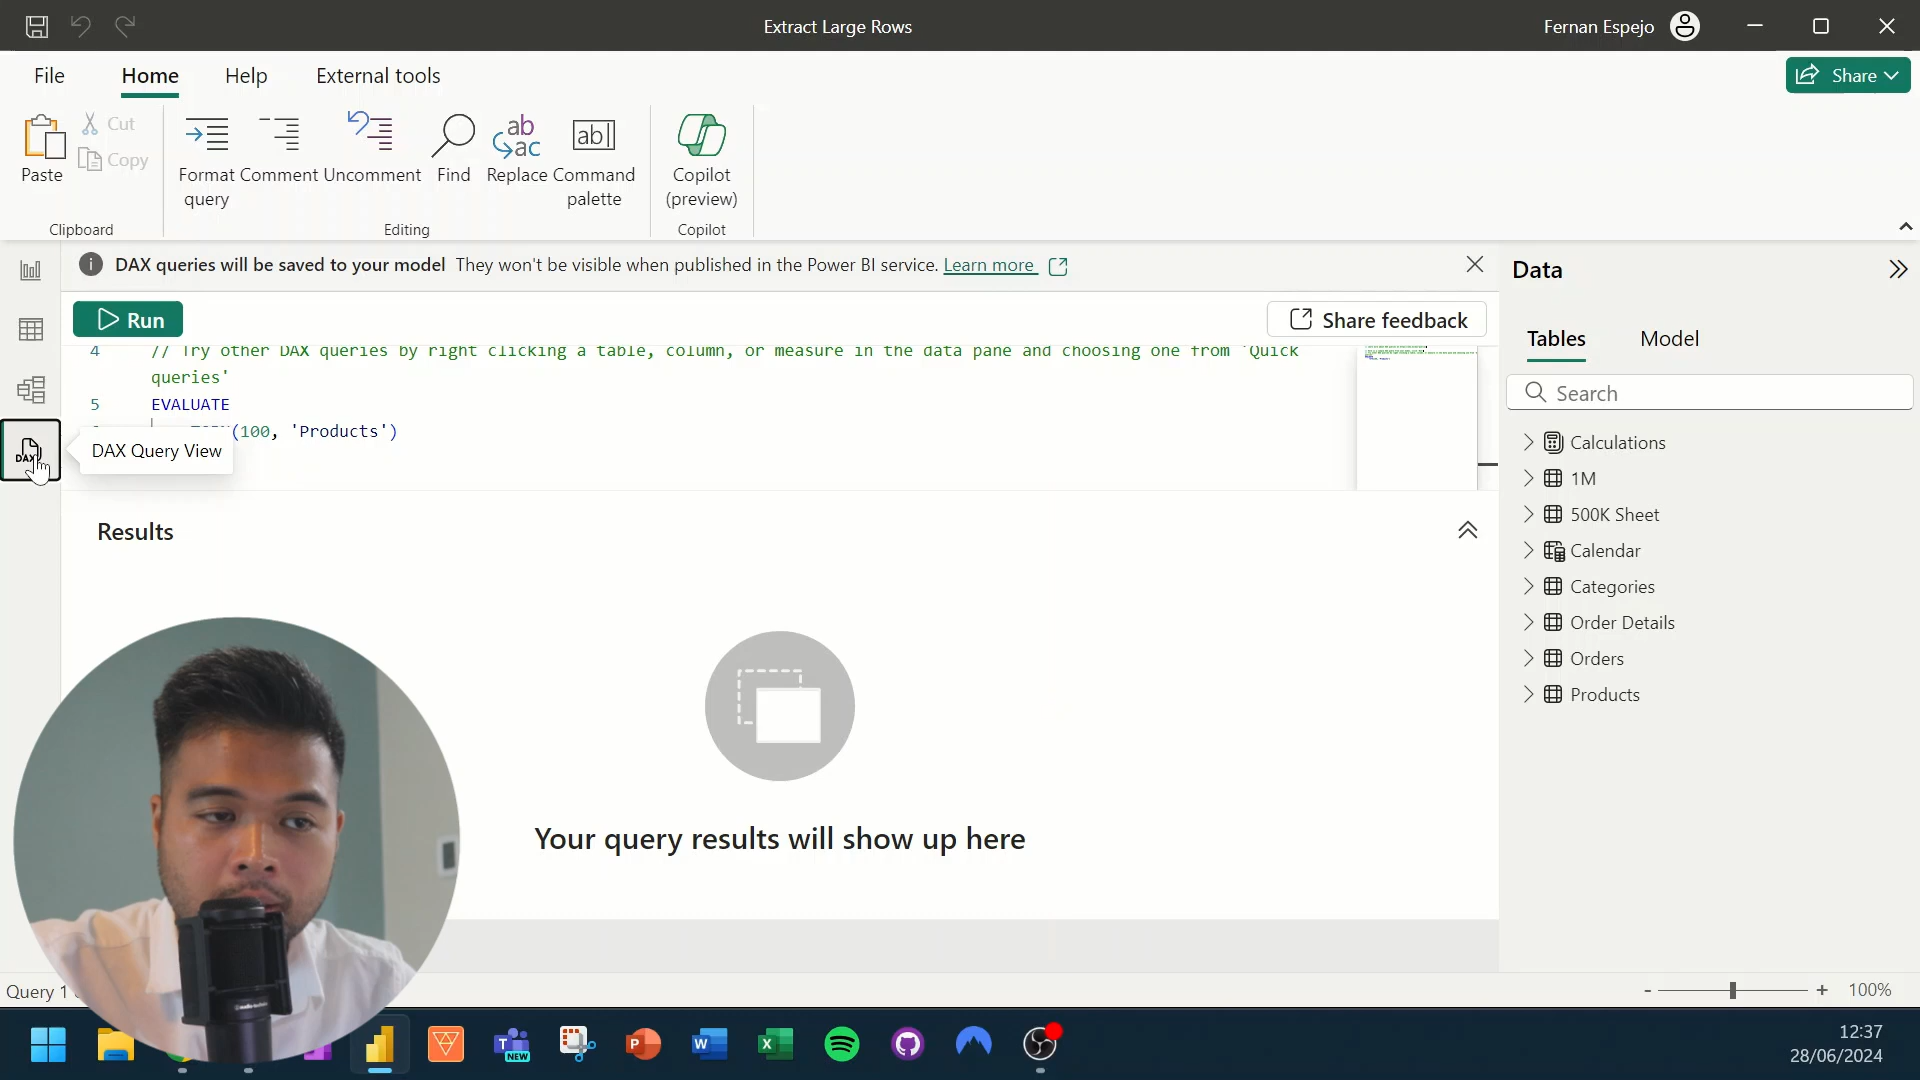 Extract Large Rows
Fernan Espejo
File
Home
Help
External tools
Share
Paste
Cut
Copy
Format query
Comment
Uncomment
Find
Replace
Command palette
Copilot (preview)
Clipboard
Editing
Copilot
DAX queries will be saved to your model They won't be visible when published in the Power BI service. Learn more
Run
Share feedback
4 // Try other DAX queries by right clicking a table, column, or measure in the data pane and choosing one from 'Quick
queries'
5 EVALUATE
(100, 'Products')
DAX
DAX Query View
Results
Your query results will show up here
Data
Tables
Model
Search
Calculations
1M
500K Sheet
Calendar
Categories
Order Details
Orders
Products
Query 1
- + 100%
NEW
12:37
28/06/2024